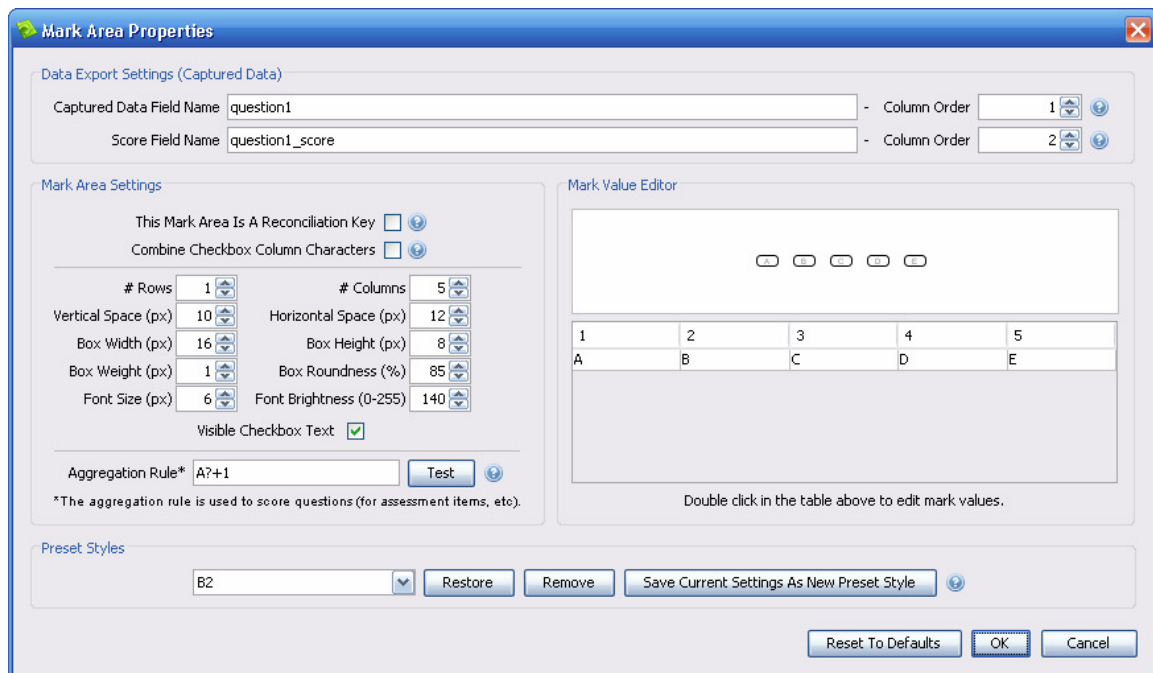 Mark Area Properties
Data Export Settings (Captured Data)
Captured Data Field Name question1 - Column Order 1
Score Field Name question1_score - Column Order 2
Mark Area Settings
This Mark Area Is A Reconciliation Key
Combine Checkbox Column Characters
# Rows 1 # Columns 5
Vertical Space (px) 10 Horizontal Space (px) 12
Box Width (px) 16 Box Height (px) 8
Box Weight (px) 1 Box Roundness (%) 85
Font Size (px) 6 Font Brightness (0-255) 140
Visible Checkbox Text
Aggregation Rule* A?+1 Test
*The aggregation rule is used to score questions (for assessment items, etc).
Mark Value Editor
A B C D E
1 2 3 4 5
A B C D E
Double click in the table above to edit mark values.
Preset Styles
B2 Restore Remove Save Current Settings As New Preset Style
Reset To Defaults OK Cancel